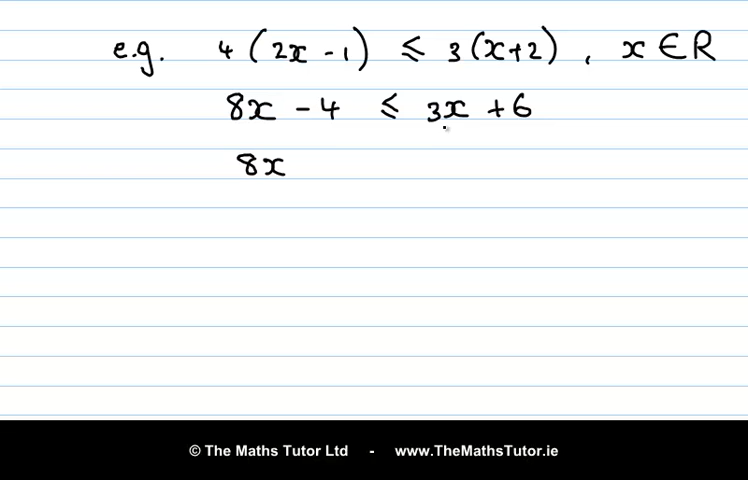 e.g. 4(2x - 1) ≤ 3(x+2), x ∈ R
8x - 4 ≤ 3x + 6
8x
© The Maths Tutor Ltd - www.TheMathsTutor.ie